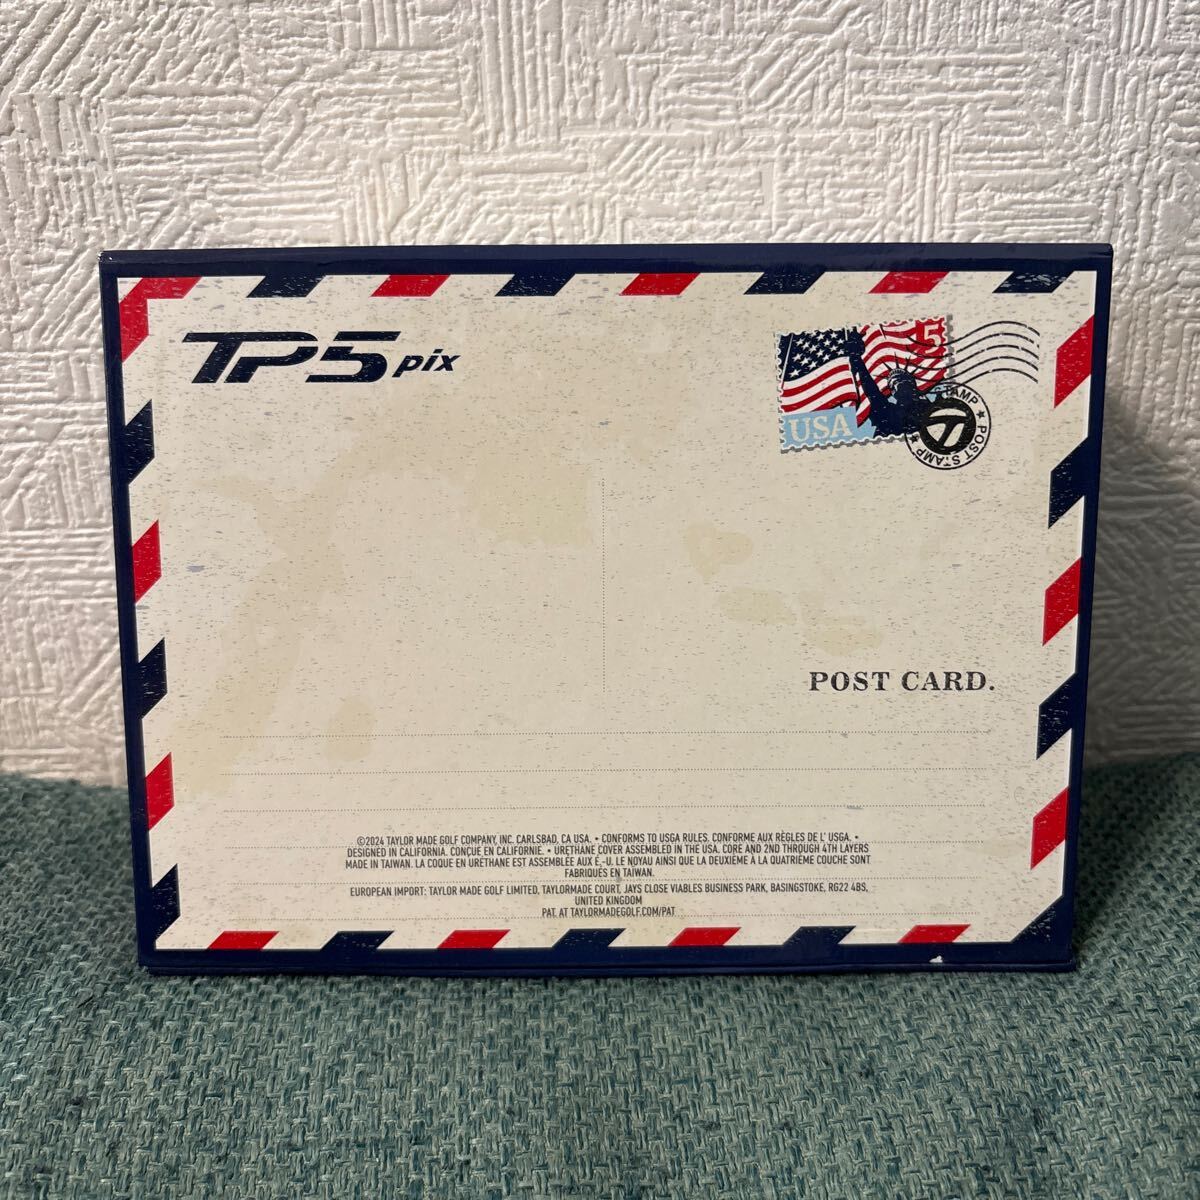 TP5 pix
5
USA
STAMP ★ POST STAMP ★
POST CARD.
©2024 TAYLOR MADE GOLF COMPANY, INC. CARLSBAD, CA USA. • CONFORMS TO USGA RULES. CONFORME AUX RÈGLES DE L' USGA. •
DESIGNED IN CALIFORNIA. CONÇUE EN CALIFORNIE. • URETHANE COVER ASSEMBLED IN THE USA. CORE AND 2ND THROUGH 4TH LAYERS
MADE IN TAIWAN. LA COQUE EN URÉTHANE EST ASSEMBLÉE AUX É.-U. LE NOYAU AINSI QUE LA DEUXIÈME À LA QUATRIÈME COUCHE SONT
FABRIQUÉS EN TAÏWAN.
EUROPEAN IMPORT: TAYLOR MADE GOLF LIMITED, TAYLORMADE COURT, JAYS CLOSE VIABLES BUSINESS PARK, BASINGSTOKE, RG22 4BS,
UNITED KINGDOM
PAT. AT TAYLORMADEGOLF.COM/PAT